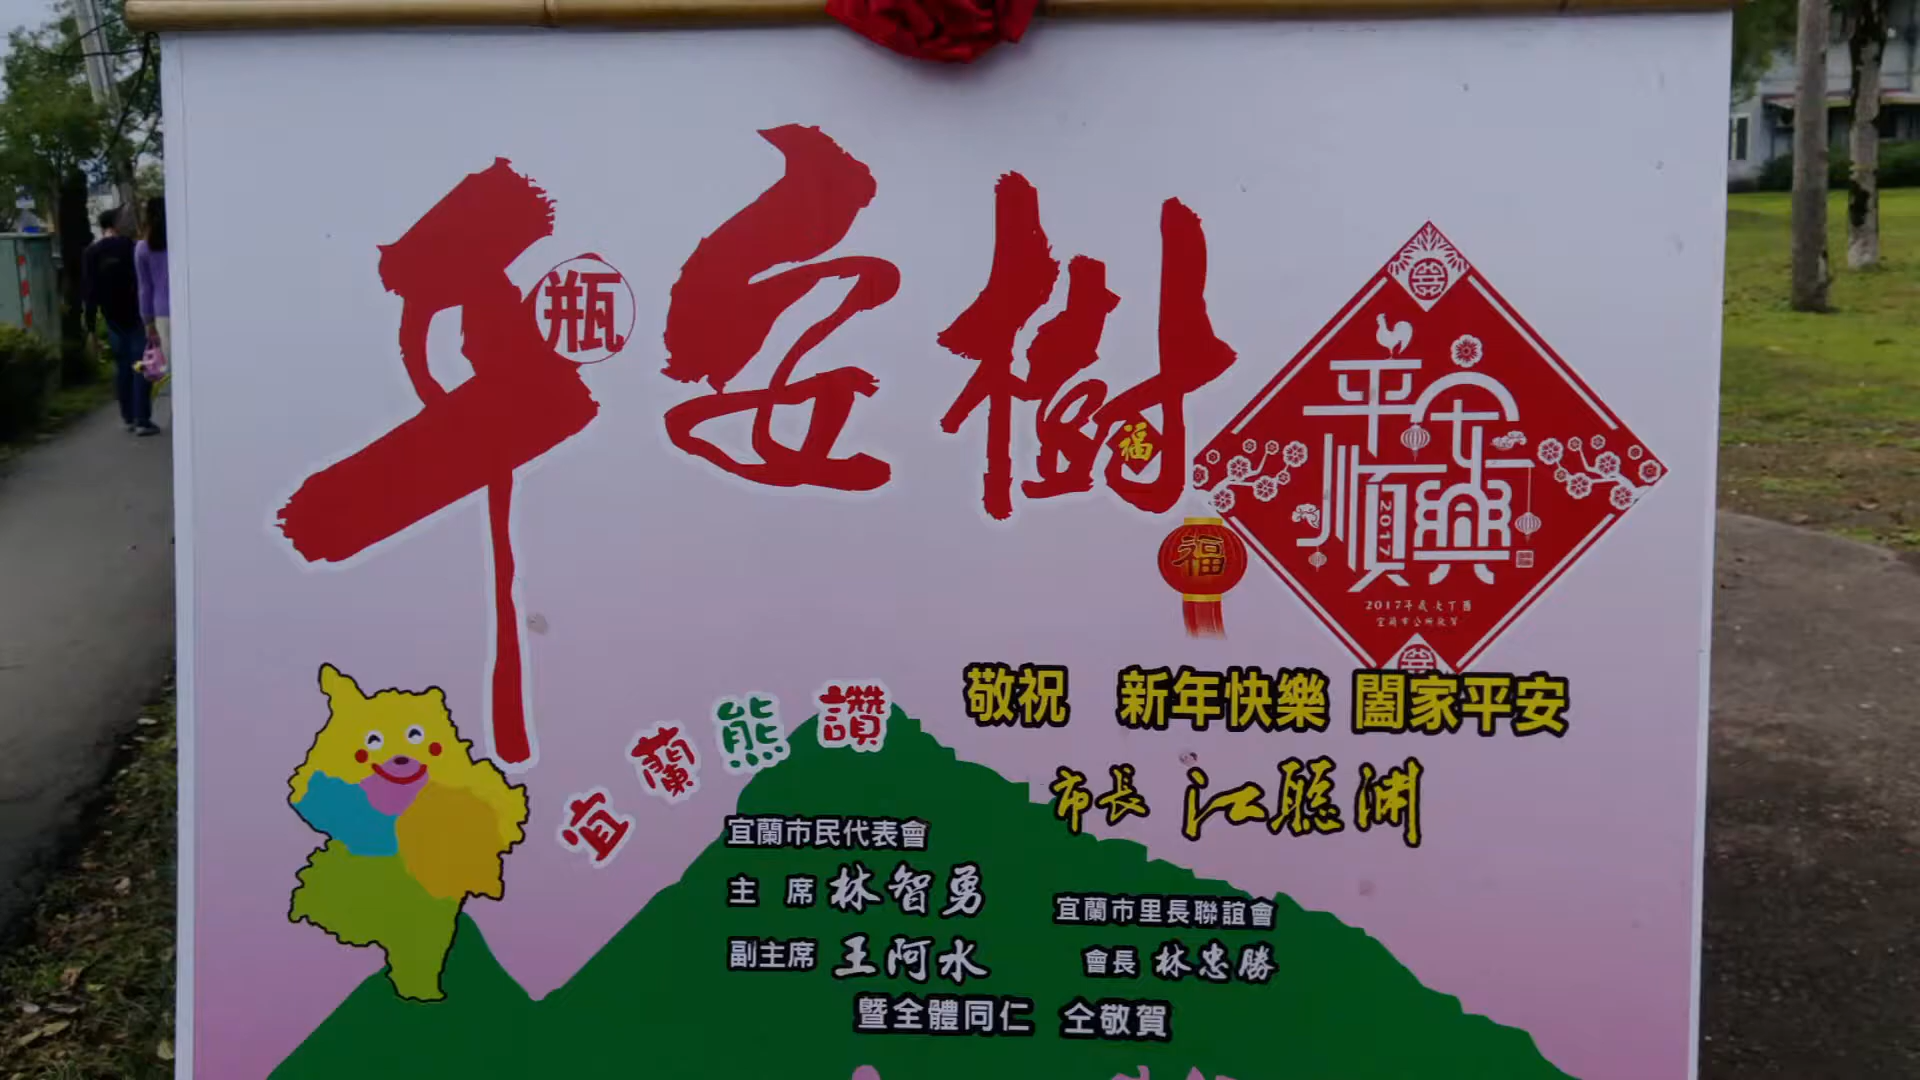 平安樹
瓶
福
福
平安
順興
2017
2017年歲次丁酉
宜蘭市公所敬賀
敬祝 新年快樂 闔家平安
市長 江聰渊
宜蘭熊讚
宜蘭市民代表會
主 席 林智勇
副主席 王阿水
宜蘭市里長聯誼會
會長 林忠勝
暨全體同仁 仝敬賀